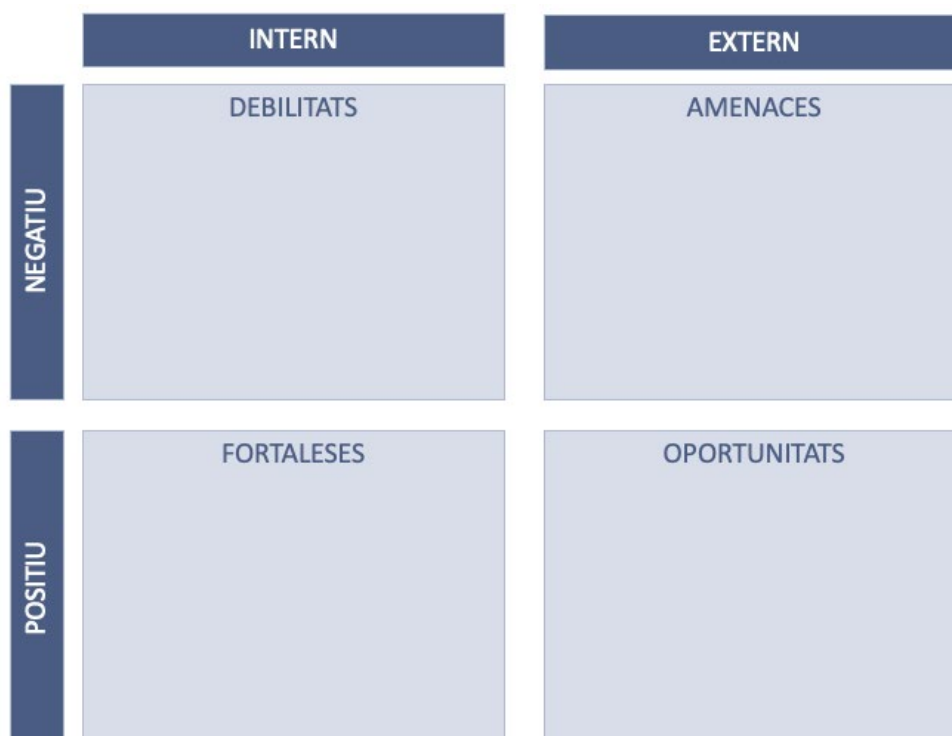 INTERN
EXTERN
NEGATIU
DEBILITATS
AMENACES
POSITIU
FORTALESES
OPORTUNITATS